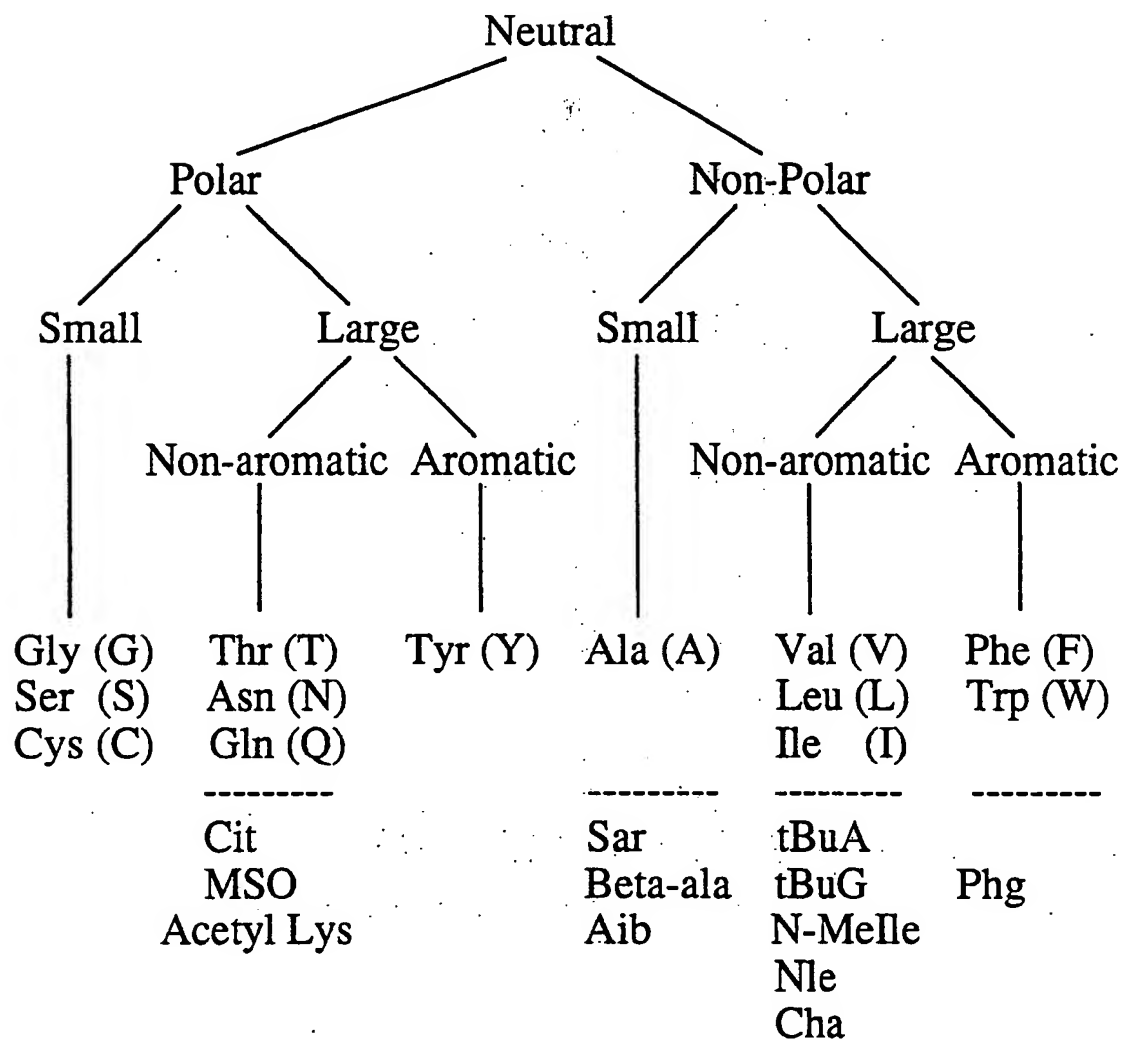 Neutral
Polar Non-Polar
Small Large Small Large
Non-aromatic Aromatic Non-aromatic Aromatic
Gly (G) Thr (T) Tyr (Y) Ala (A) Val (V) Phe (F)
Ser (S) Asn (N) Leu (L) Trp (W)
Cys (C) Gln (Q) Ile (I)
Cit Sar tBuA
MSO Beta-ala tBuG Phg
Acetyl Lys Aib N-MeIle
Nle
Cha